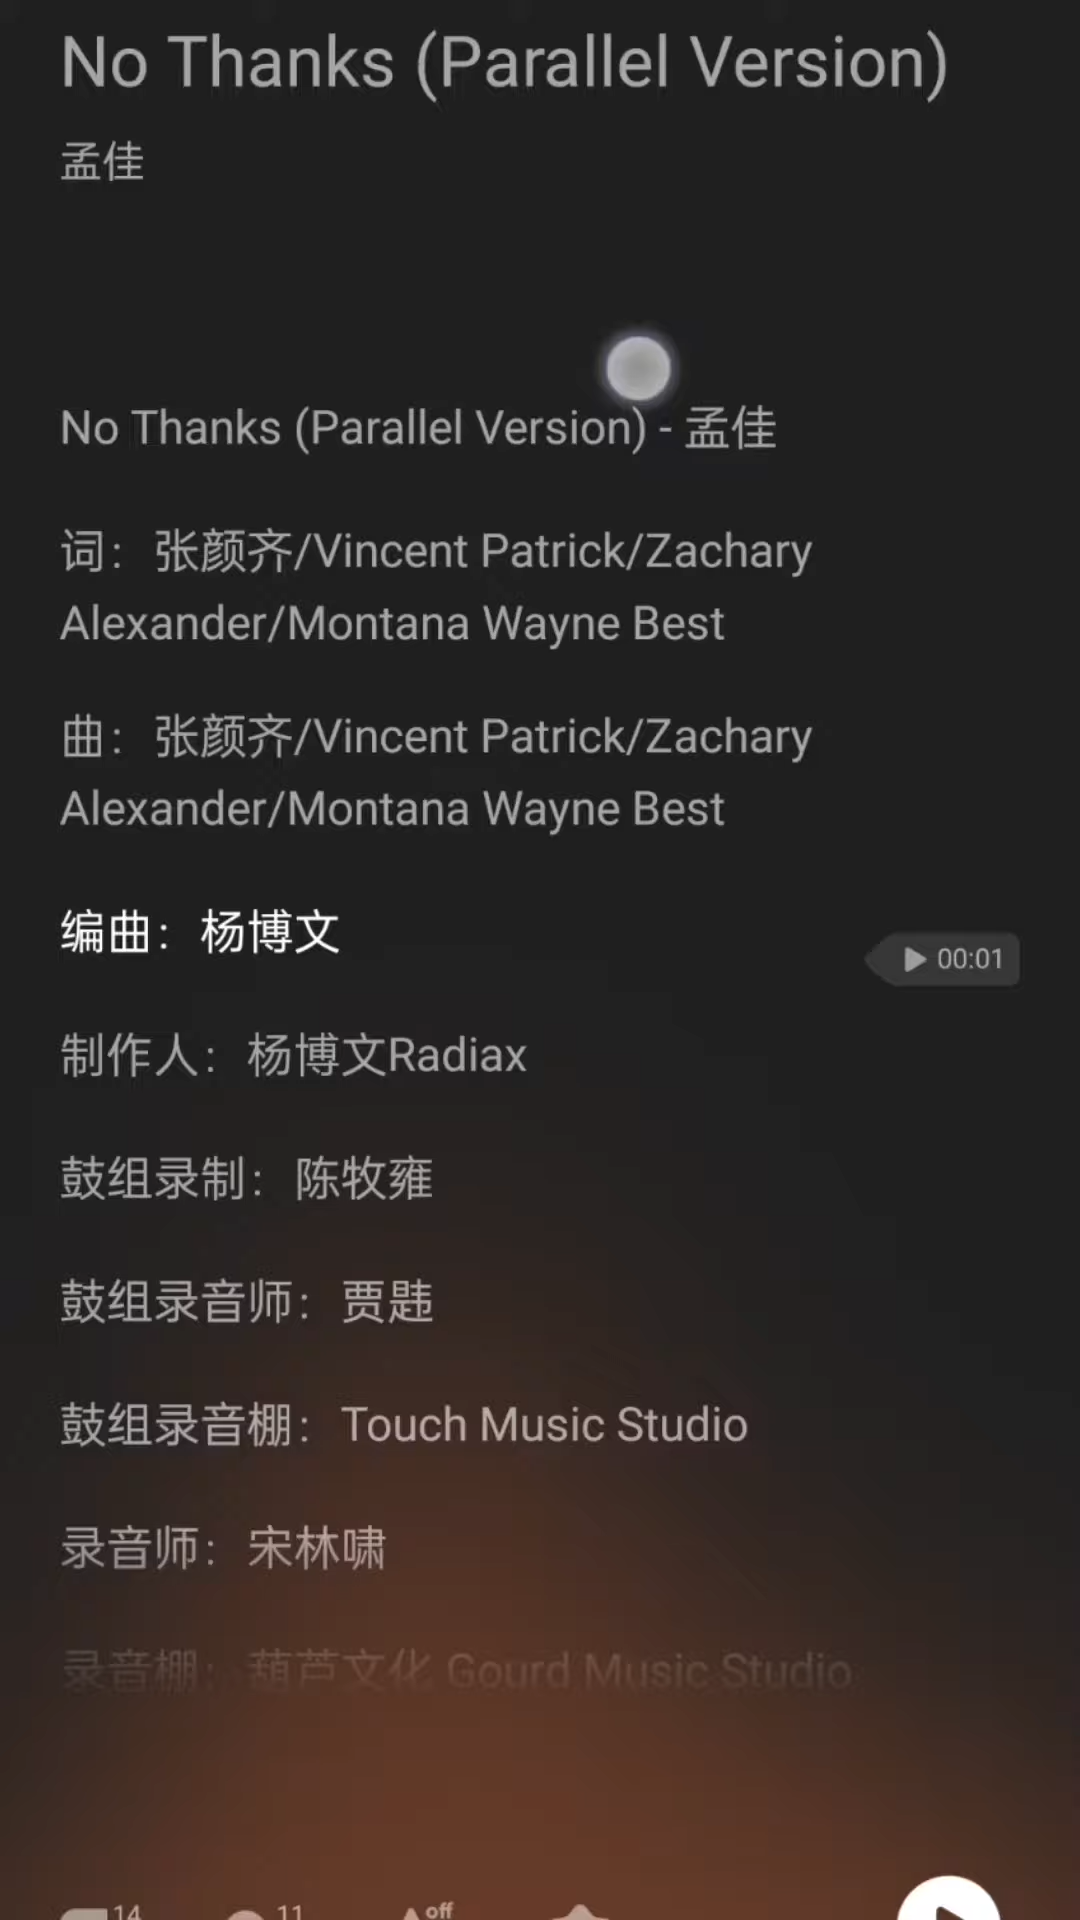 No Thanks (Parallel Version)
孟佳
No Thanks (Parallel Version) - 孟佳
词：张颜齐/Vincent Patrick/Zachary
Alexander/Montana Wayne Best
曲：张颜齐/Vincent Patrick/Zachary
Alexander/Montana Wayne Best
编曲：杨博文
00:01
制作人：杨博文Radiax
鼓组录制：陈牧雍
鼓组录音师：贾韪
鼓组录音棚：Touch Music Studio
录音师：宋林啸
录音棚：葫芦文化 Gourd Music Studio
14 11 off